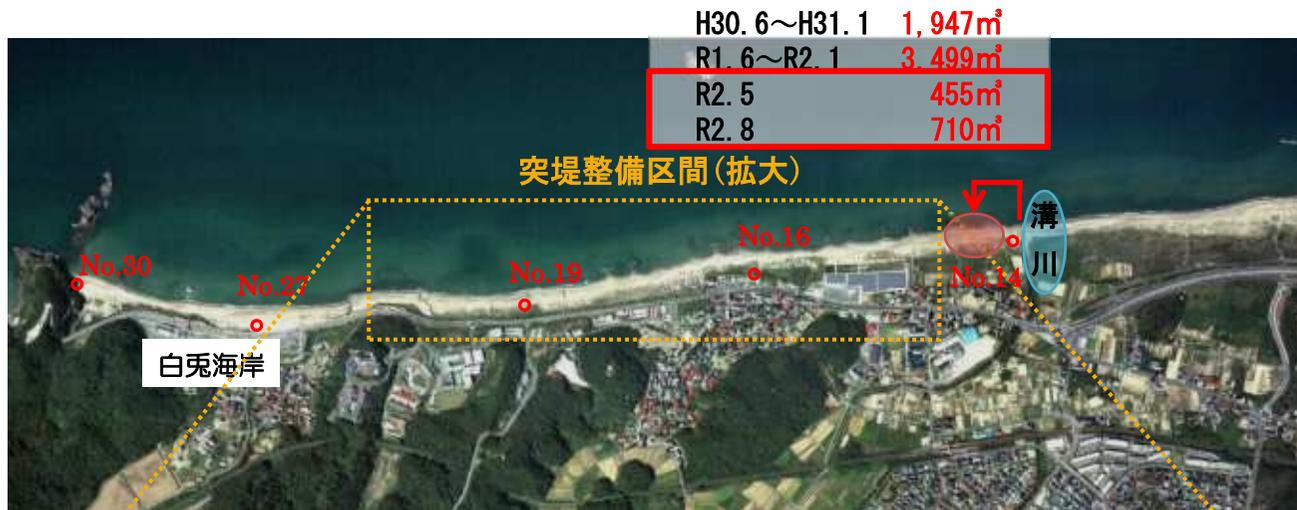 H30.6～H31.1 1,947㎥
R1.6～R2.1 3,499㎥
R2.5 455㎥
R2.8 710㎥
突堤整備区間(拡大)
溝川
No.16
No.30
No.27
No.19
No.14
白兎海岸